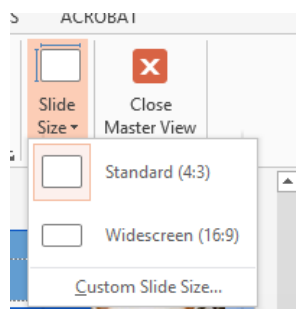 ACROBAT
Slide
Size
Close
Master View
Standard (4:3)
Widescreen (16:9)
Custom Slide Size...